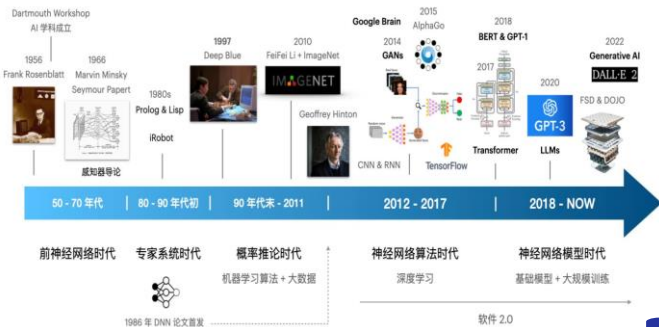 Dartmouth Workshop
AI 学科成立
1956
Frank Rosenblatt
1966
Marvin Minsky
Seymour Papert
感知器导论
1980s
Prolog & Lisp
iRobot
1997
Deep Blue
2010
FeiFei Li + ImageNet
IMAGENET
Geoffrey Hinton
Google Brain
2014
GANs
2015
AlphaGo
CNN & RNN
TensorFlow
2018
BERT & GPT-1
2017
Transformer
2020
GPT-3
LLMs
2022
Generative AI
DALL·E 2
FSD & DOJO
50 - 70 年代
80 - 90 年代初
90 年代末 - 2011
2012 - 2017
2018 - NOW
前神经网络时代
专家系统时代
概率推论时代
神经网络算法时代
神经网络模型时代
机器学习算法 + 大数据
深度学习
基础模型 + 大规模训练
1986 年 DNN 论文首发
软件 2.0